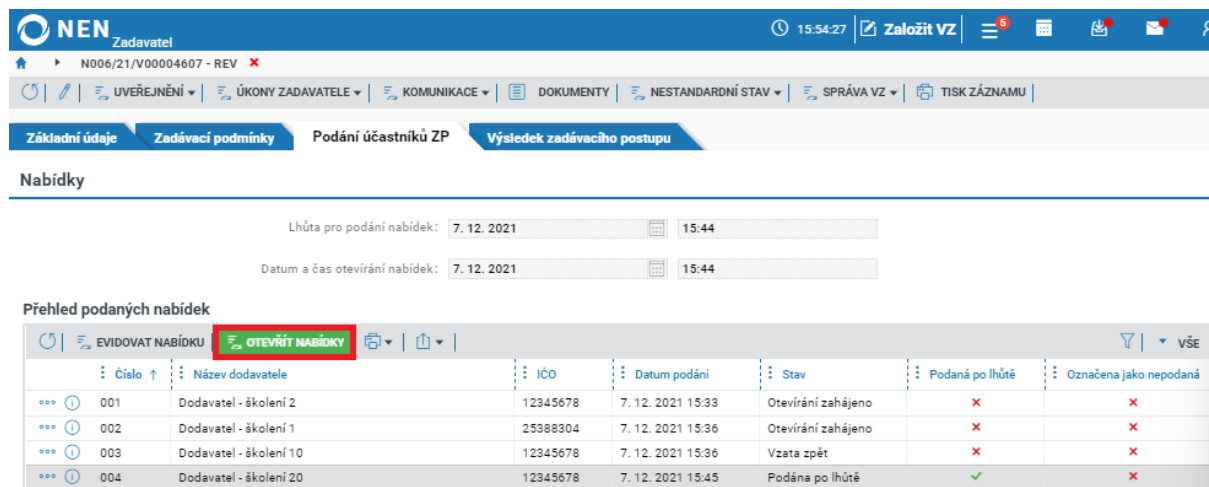 NEN Zadavatel 15:54:27 Založit VZ 5
N006/21/V00004607 - REV
UVEŘEJNĚNÍ ÚKONY ZADAVATELE KOMUNIKACE DOKUMENTY NESTANDARDNÍ STAV SPRÁVA VZ TISK ZÁZNAMU
Základní údaje Zadávací podmínky Podání účastníků ZP Výsledek zadávacího postupu
Nabídky
Lhůta pro podání nabídek: 7. 12. 2021 15:44
Datum a čas otevírání nabídek: 7. 12. 2021 15:44
Přehled podaných nabídek
EVIDOVAT NABÍDKU OTEVŘÍT NABÍDKY VŠE
Číslo Název dodavatele IČO Datum podání Stav Podaná po lhůtě Označena jako nepodaná
001 Dodavatel - školení 2 12345678 7. 12. 2021 15:33 Otevírání zahájeno
002 Dodavatel - školení 1 25388304 7. 12. 2021 15:36 Otevírání zahájeno
003 Dodavatel - školení 10 12345678 7. 12. 2021 15:36 Vzata zpět
004 Dodavatel - školení 20 12345678 7. 12. 2021 15:45 Podána po lhůtě